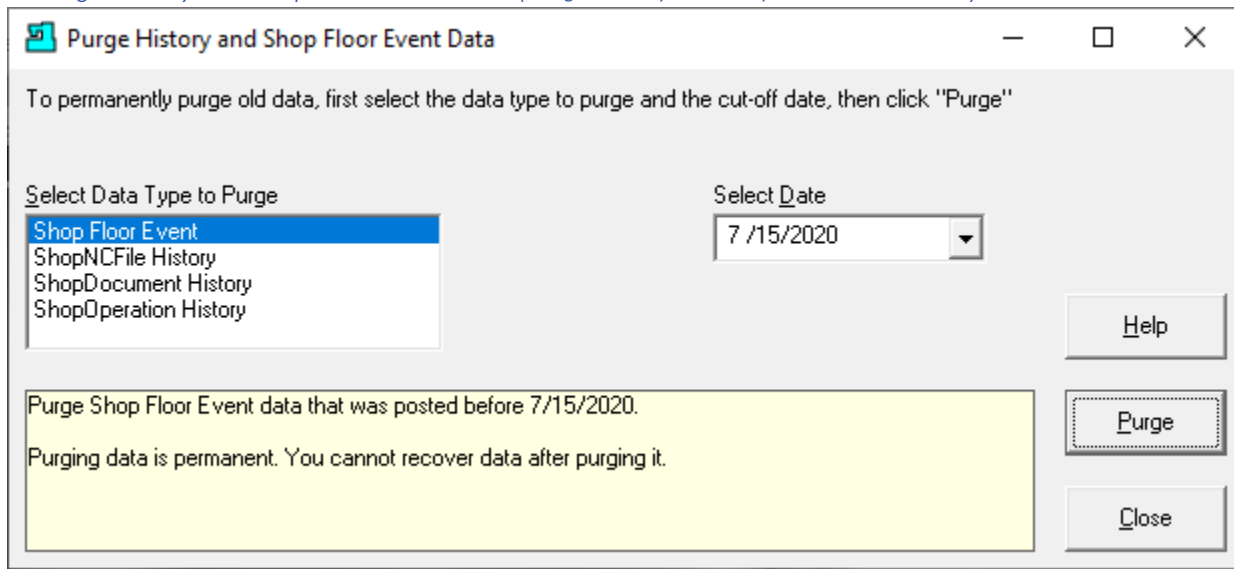 Purge History and Shop Floor Event Data
To permanently purge old data, first select the data type to purge and the cut-off date, then click "Purge"
Select Data Type to Purge
Select Date
Shop Floor Event
7 /15/2020
ShopNCFile History
ShopDocument History
ShopOperation History
Help
Purge Shop Floor Event data that was posted before 7/15/2020.
Purge
Purging data is permanent. You cannot recover data after purging it.
Close